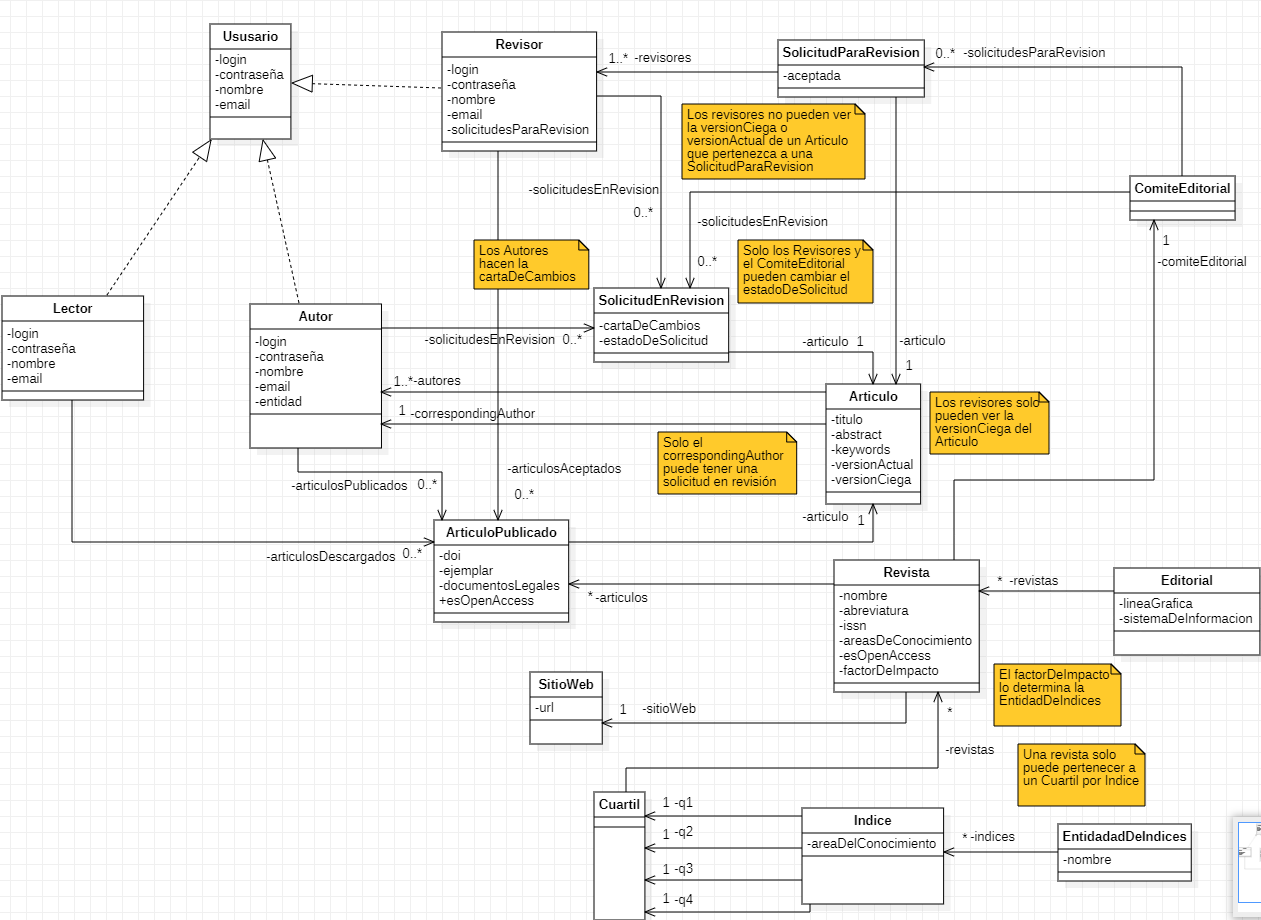 Ususario
-login
-contraseña
-nombre
-email
Revisor
-login
-contraseña
-nombre
-email
-solicitudesParaRevision
1..* -revisores
SolicitudParaRevision
-aceptada
0..* -solicitudesParaRevision
Los revisores no pueden ver
la versionCiega o
versionActual de un Articulo
que pertenezca a una
SolicitudParaRevision
ComiteEditorial
-solicitudesEnRevision
0..*
-solicitudesEnRevision
0..*
1
-comiteEditorial
Los Autores
hacen la
cartaDeCambios
Solo los Revisores y
el ComiteEditorial
pueden cambiar el
estadoDeSolicitud
SolicitudEnRevision
-cartaDeCambios
-estadoDeSolicitud
Lector
-login
-contraseña
-nombre
-email
Autor
-login
-contraseña
-nombre
-email
-entidad
-solicitudesEnRevision 0..*
-articulo 1
-articulo
1
1..* -autores
1 -correspondingAuthor
Articulo
-titulo
-abstract
-keywords
-versionActual
-versionCiega
Los revisores solo
pueden ver la
versionCiega del
Articulo
Solo el
correspondingAuthor
puede tener una
solicitud en revisión
-articulosAceptados
0..*
-articulosPublicados 0..*
-articulo 1
ArticuloPublicado
-doi
-ejemplar
-documentosLegales
+esOpenAccess
-articulosDescargados 0..*
* -articulos
Revista
-nombre
-abreviatura
-issn
-areasDeConocimiento
-esOpenAccess
-factorDeImpacto
* -revistas
Editorial
-lineaGrafica
-sistemaDeInformacion
El factorDeImpacto
lo determina la
EntidadDeIndices
SitioWeb
-url
1 -sitioWeb
*
-revistas
Una revista solo
puede pertenecer a
un Cuartil por Indice
Cuartil
1 -q1
1 -q2
1 -q3
1 -q4
Indice
-areaDelConocimiento
* -indices
EntidadadDeIndices
-nombre